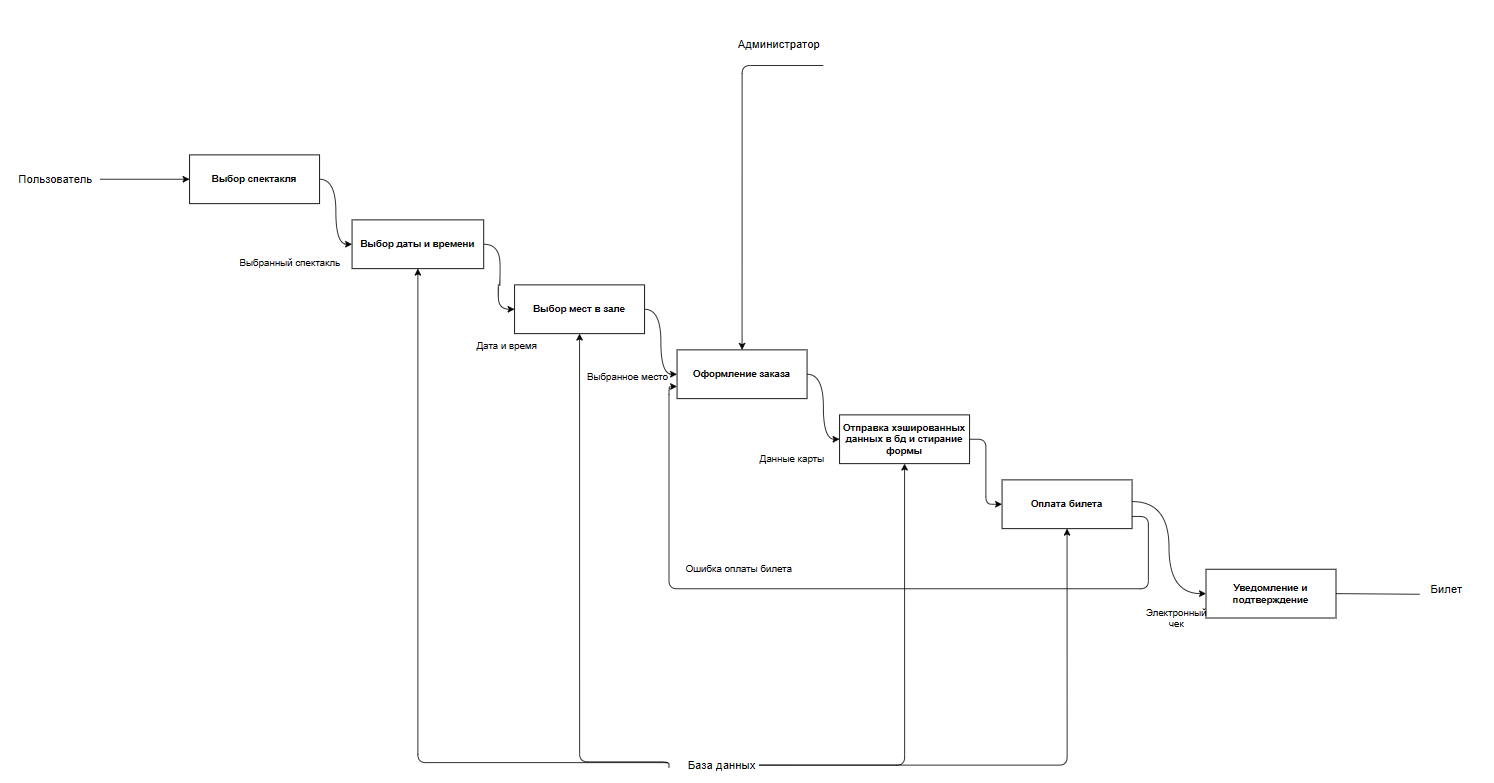 Администратор
Пользователь
Выбор спектакля
Выбор даты и времени
Выбранный спектакль
Выбор мест в зале
Дата и время
Оформление заказа
Выбранное место
Отправка хэшированных
данных в бд и стирание
формы
Данные карты
Оплата билета
Ошибка оплаты билета
Уведомление и
подтверждение
Билет
Электронный
чек
База данных